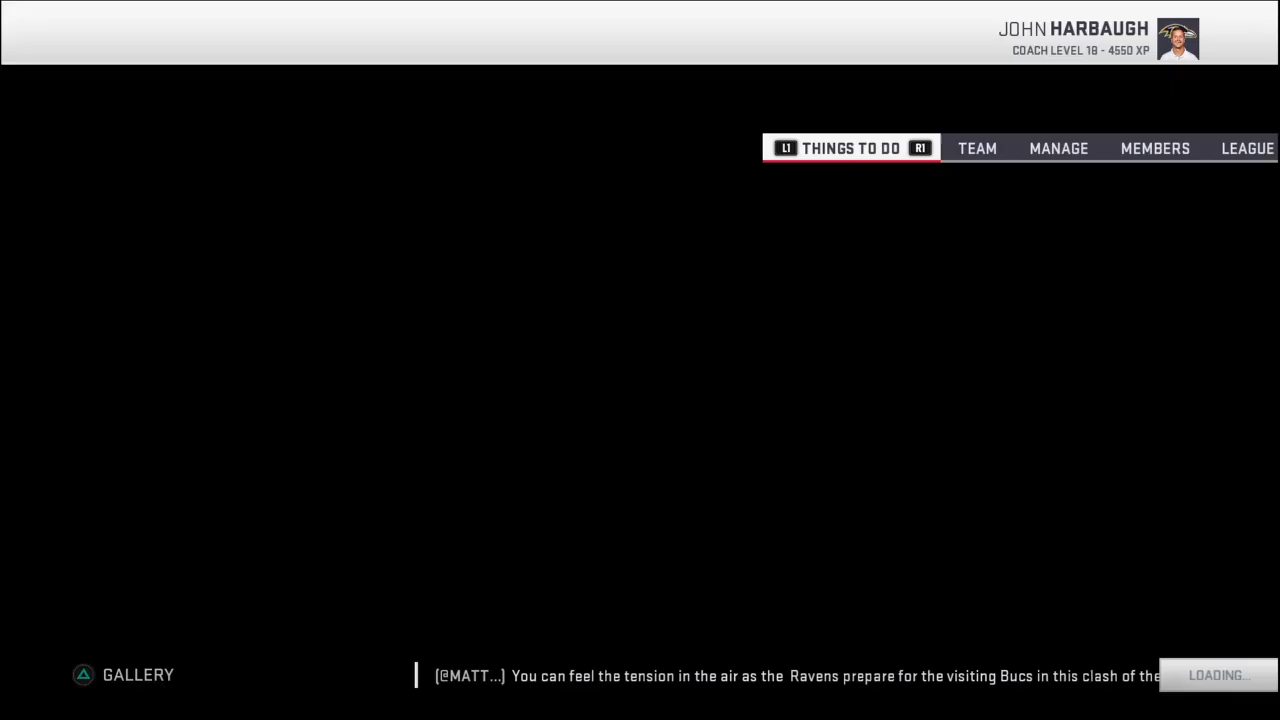 JOHN HARBAUGH
COACH LEVEL 18 - 4550 XP
L1 THINGS TO DO R1 TEAM MANAGE MEMBERS LEAGUE
GALLERY
(@MATT...) You can feel the tension in the air as the Ravens prepare for the visiting Bucs in this clash of the
LOADING...